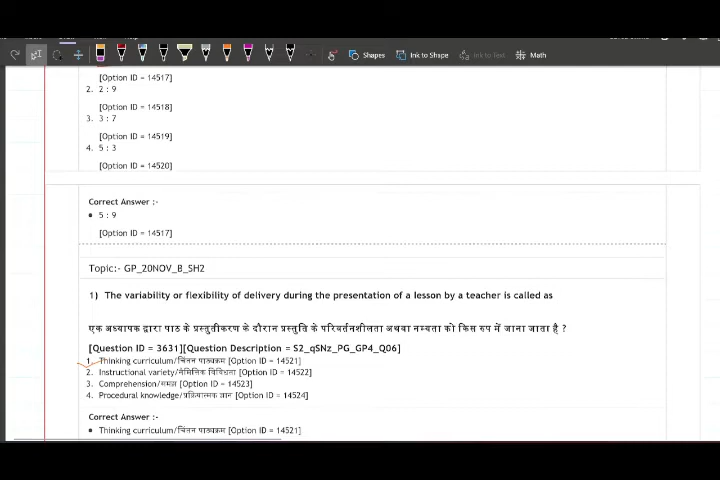 Shapes
Ink to Shape
Ink to Text
Math
[Option ID = 14517]
2. 2 : 9
[Option ID = 14518]
3. 3 : 7
[Option ID = 14519]
4. 5 : 3
[Option ID = 14520]
Correct Answer :-
• 5 : 9
[Option ID = 14517]
Topic:- GP_20NOV_B_SH2
1) The variability or flexibility of delivery during the presentation of a lesson by a teacher is called as
एक अध्यापक द्वारा पाठ के प्रस्तुतीकरण के दौरान प्रस्तुति के परिवर्तनशीलता अथवा नम्यता को किस रुप में जाना जाता है ?
[Question ID = 3631][Question Description = S2_qSNz_PG_GP4_Q06]
1. Thinking curriculum/चिंतन पाठ्यक्रम [Option ID = 14521]
2. Instructional variety/नैमित्तिक विविधता [Option ID = 14522]
3. Comprehension/समझ [Option ID = 14523]
4. Procedural knowledge/प्रक्रियात्मक ज्ञान [Option ID = 14524]
Correct Answer :-
• Thinking curriculum/चिंतन पाठ्यक्रम [Option ID = 14521]